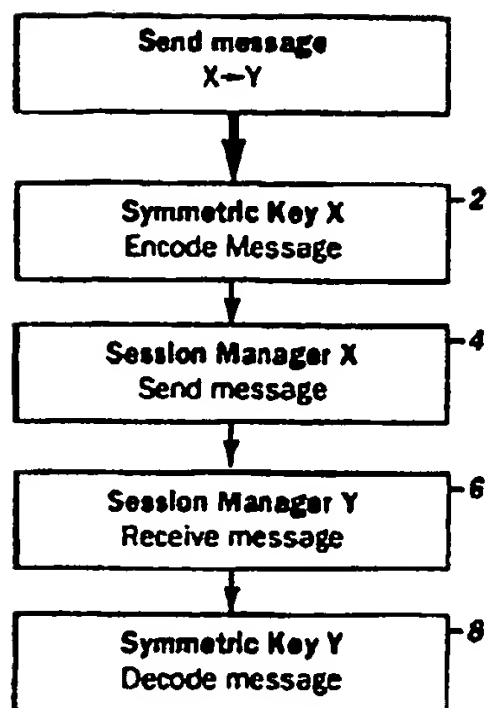 Send message
X→Y
Symmetric Key X
2
Encode Message
Session Manager X
4
Send message
Session Manager Y
6
Receive message
Symmetric Key Y
8
Decode message